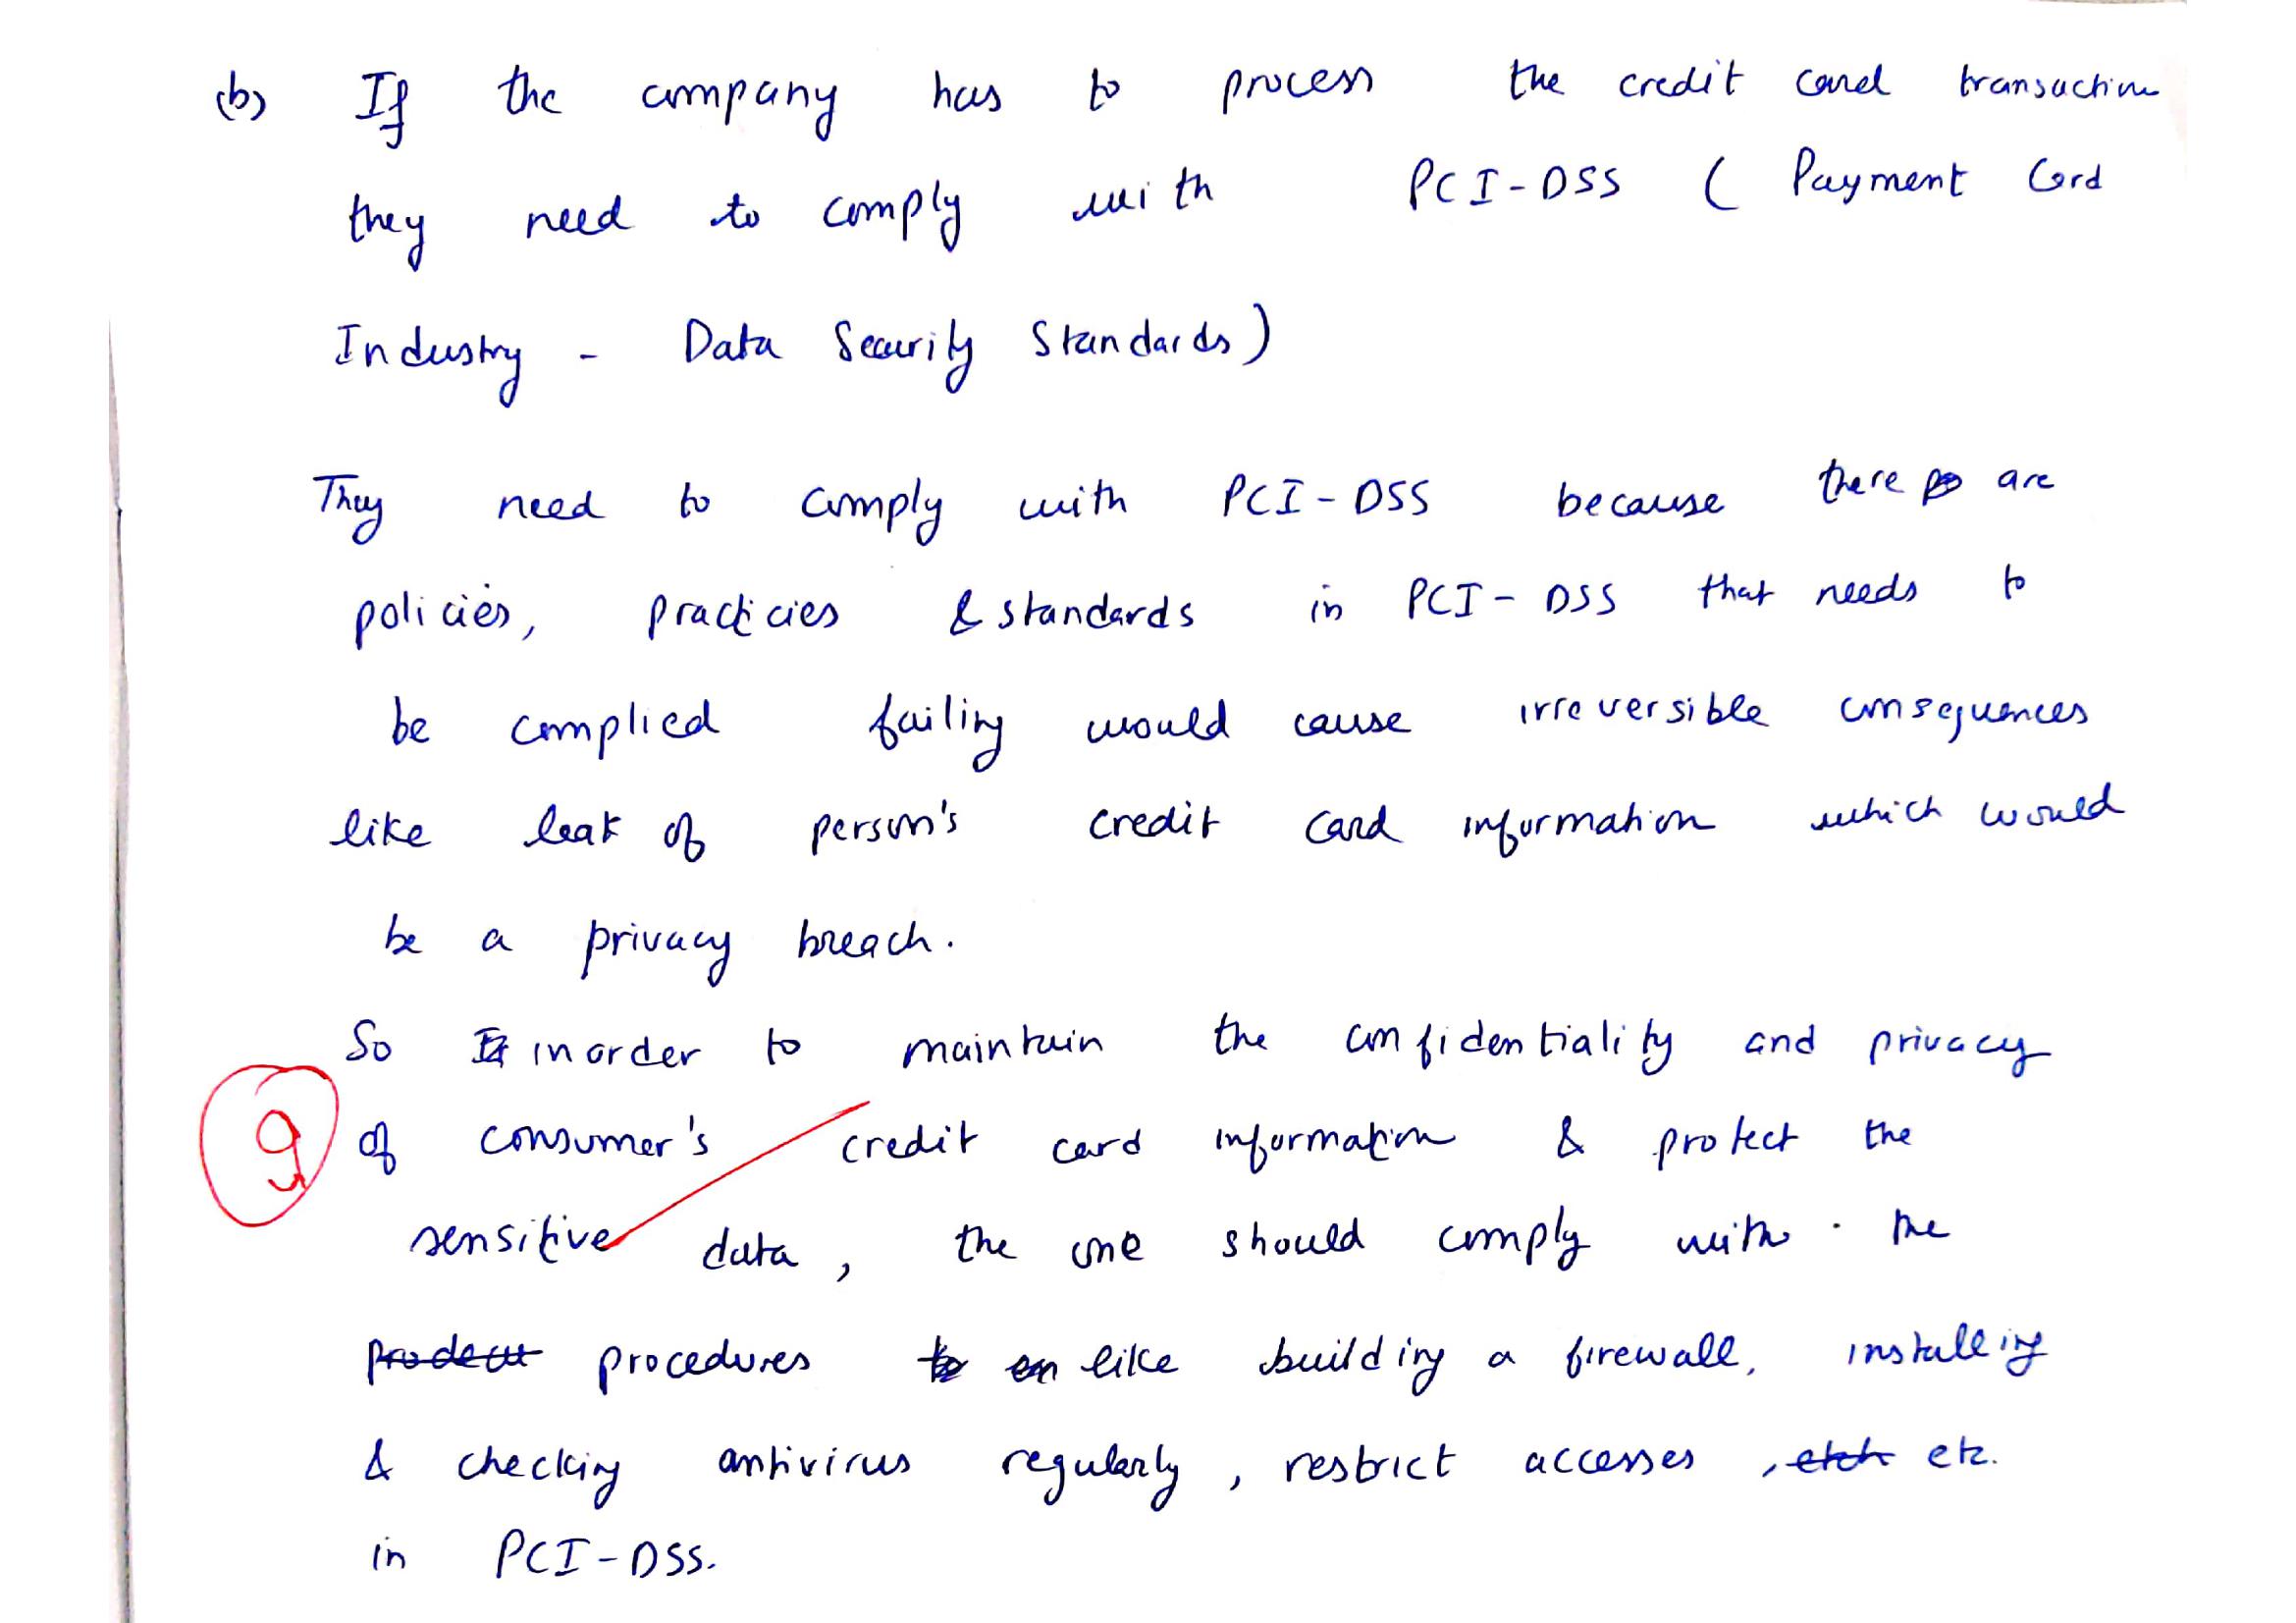 (b) If the company has to process the credit card transaction
they need to comply with PCI-DSS ( Payment Card
Industry - Data Security Standards)
They need to comply with PCI-DSS because there are
policies, practicies & standards in PCI-DSS that needs to
be complied failing would cause irreversible consequences
like leak of person's credit card information which would
be a privacy breach.
So inorder to maintain the confidentiality and privacy
9 of consumer's credit card information & protect the
sensitive data, the one should comply with the
procedures like building a firewall, installing
& checking antivirus regularly, restrict accesses, etc.
in PCI-DSS.